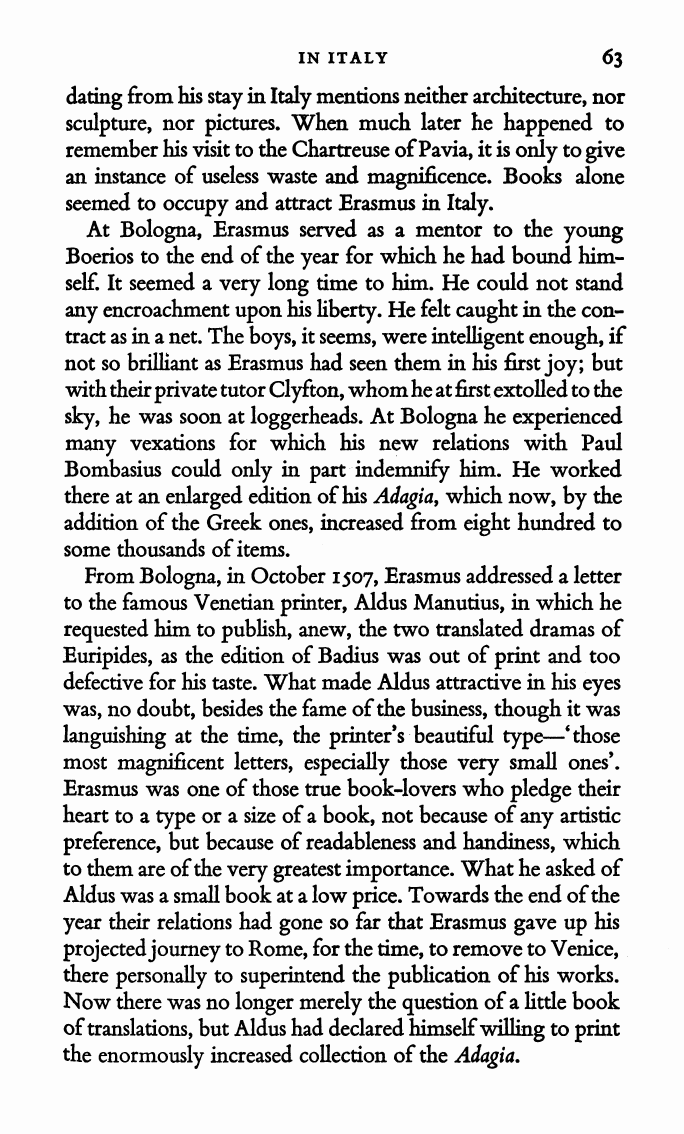 IN ITALY 63
dating from his stay in Italy mentions neither architecture, nor
sculpture, nor pictures. When much later he happened to
remember his visit to the Chartreuse of Pavia, it is only to give
an instance of useless waste and magnificence. Books alone
seemed to occupy and attract Erasmus in Italy.
At Bologna, Erasmus served as a mentor to the young
Boerios to the end of the year for which he had bound him-
self. It seemed a very long time to him. He could not stand
any encroachment upon his liberty. He felt caught in the con-
tract as in a net. The boys, it seems, were intelligent enough, if
not so brilliant as Erasmus had seen them in his first joy; but
with their private tutor Clyfton, whom he at first extolled to the
sky, he was soon at loggerheads. At Bologna he experienced
many vexations for which his new relations with Paul
Bombasius could only in part indemnify him. He worked
there at an enlarged edition of his Adagia, which now, by the
addition of the Greek ones, increased from eight hundred to
some thousands of items.
From Bologna, in October 1507, Erasmus addressed a letter
to the famous Venetian printer, Aldus Manutius, in which he
requested him to publish, anew, the two translated dramas of
Euripides, as the edition of Badius was out of print and too
defective for his taste. What made Aldus attractive in his eyes
was, no doubt, besides the fame of the business, though it was
languishing at the time, the printer's beautiful type—‘those
most magnificent letters, especially those very small ones’.
Erasmus was one of those true book-lovers who pledge their
heart to a type or a size of a book, not because of any artistic
preference, but because of readableness and handiness, which
to them are of the very greatest importance. What he asked of
Aldus was a small book at a low price. Towards the end of the
year their relations had gone so far that Erasmus gave up his
projected journey to Rome, for the time, to remove to Venice,
there personally to superintend the publication of his works.
Now there was no longer merely the question of a little book
of translations, but Aldus had declared himself willing to print
the enormously increased collection of the Adagia.